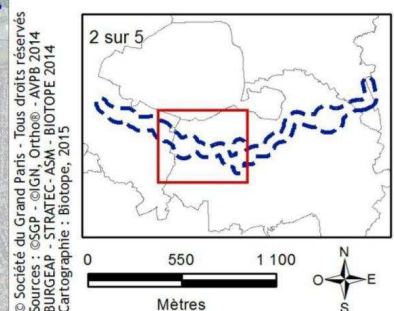 © Société du Grand Paris - Tous droits réservés
Sources : ©SGP - ©IGN, Ortho® - AVPB 2014
BURGEAP - STRATEC- ASM - BIOTOPE 2014
Cartographie : Biotope, 2015
2 sur 5
0 550 1 100
Mètres
N
O E
S